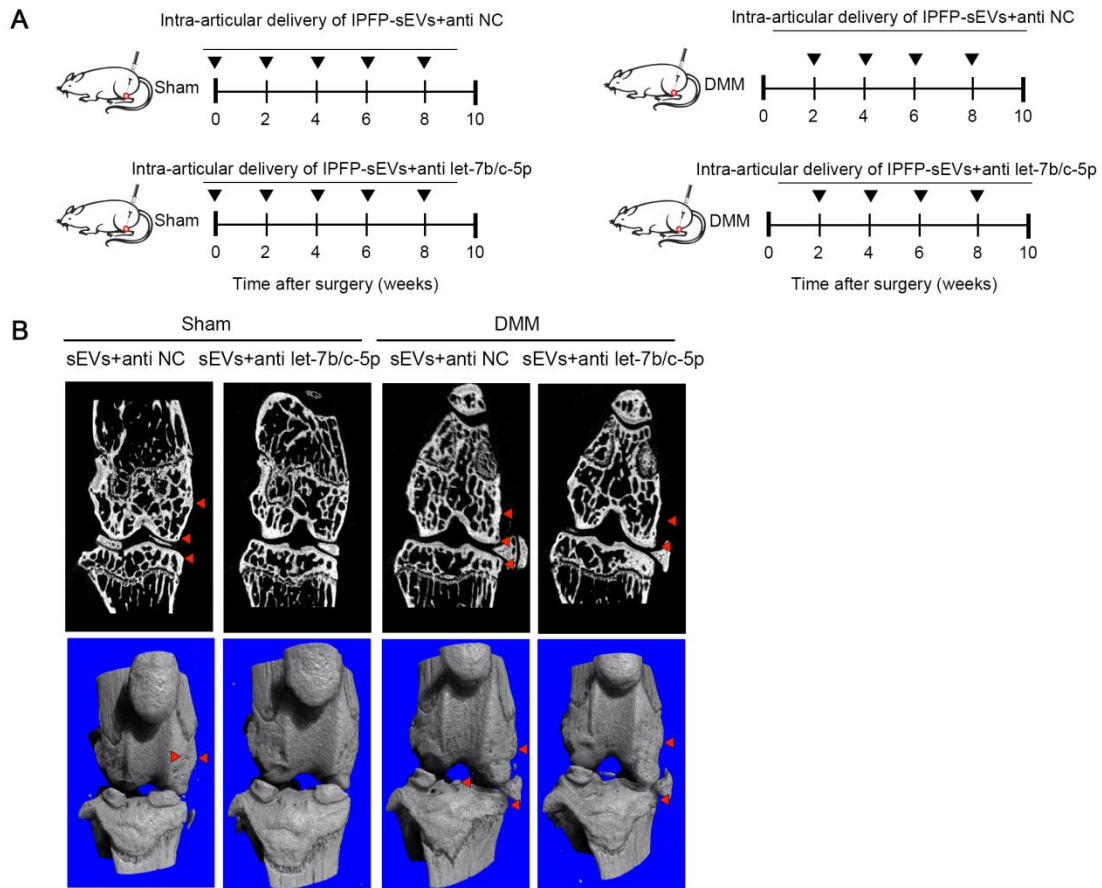 A
Intra-articular delivery of IPFP-sEVs+anti NC
Sham
0 2 4 6 8 10
Intra-articular delivery of IPFP-sEVs+anti NC
DMM
0 2 4 6 8 10
Intra-articular delivery of IPFP-sEVs+anti let-7b/c-5p
Sham
0 2 4 6 8 10
Time after surgery (weeks)
Intra-articular delivery of IPFP-sEVs+anti let-7b/c-5p
DMM
0 2 4 6 8 10
Time after surgery (weeks)
B
Sham DMM
sEVs+anti NC sEVs+anti let-7b/c-5p sEVs+anti NC sEVs+anti let-7b/c-5p